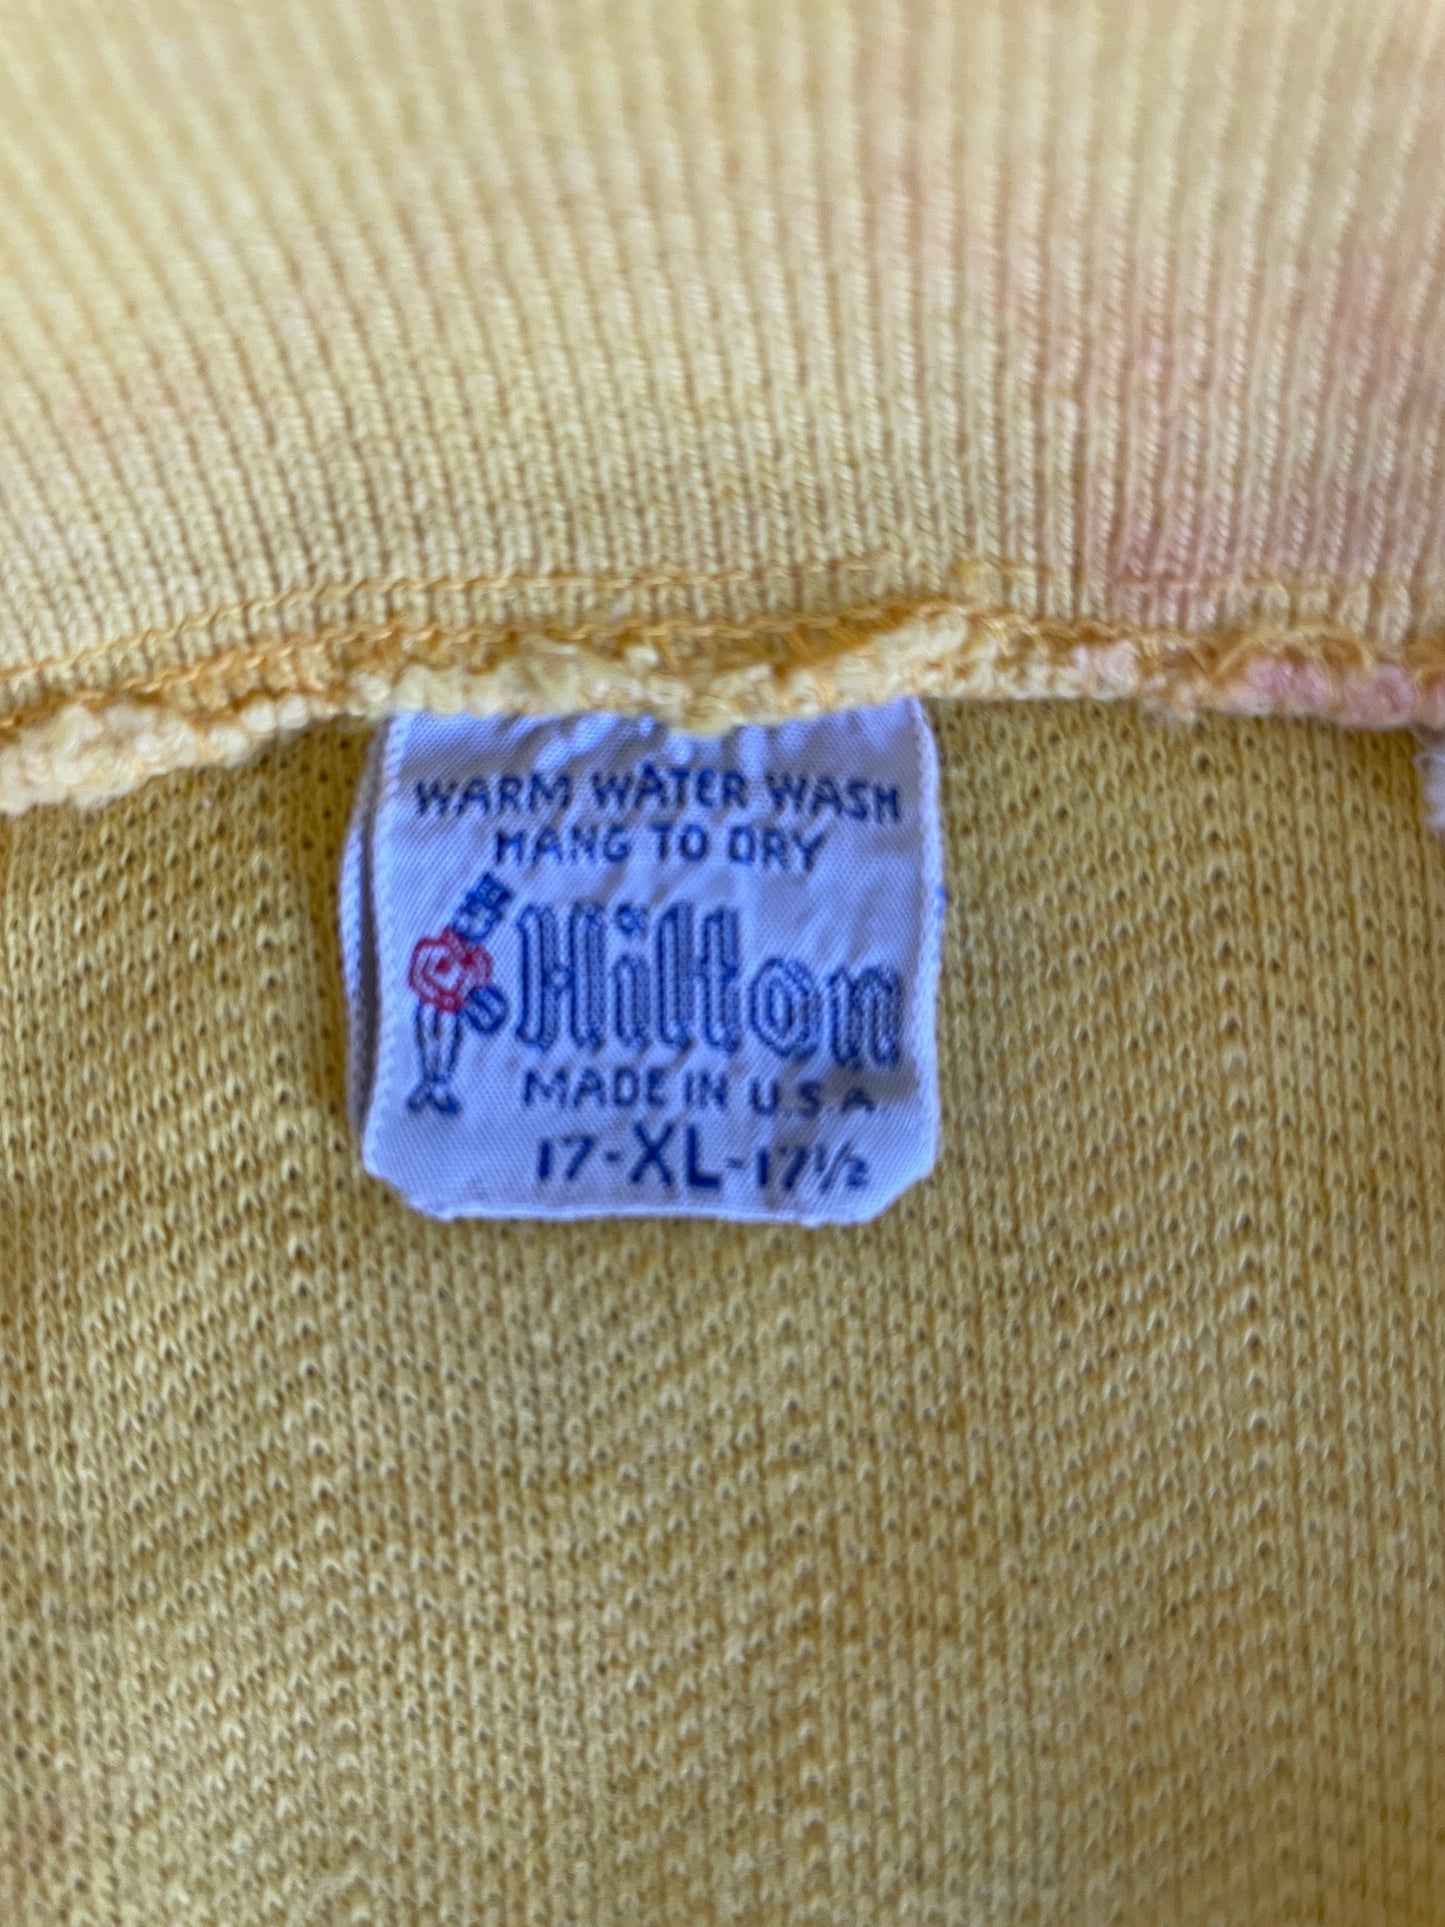 WARM WATER WASH
HANG TO DRY
Hilton
MADE IN U.S.A.
17-XL-17½